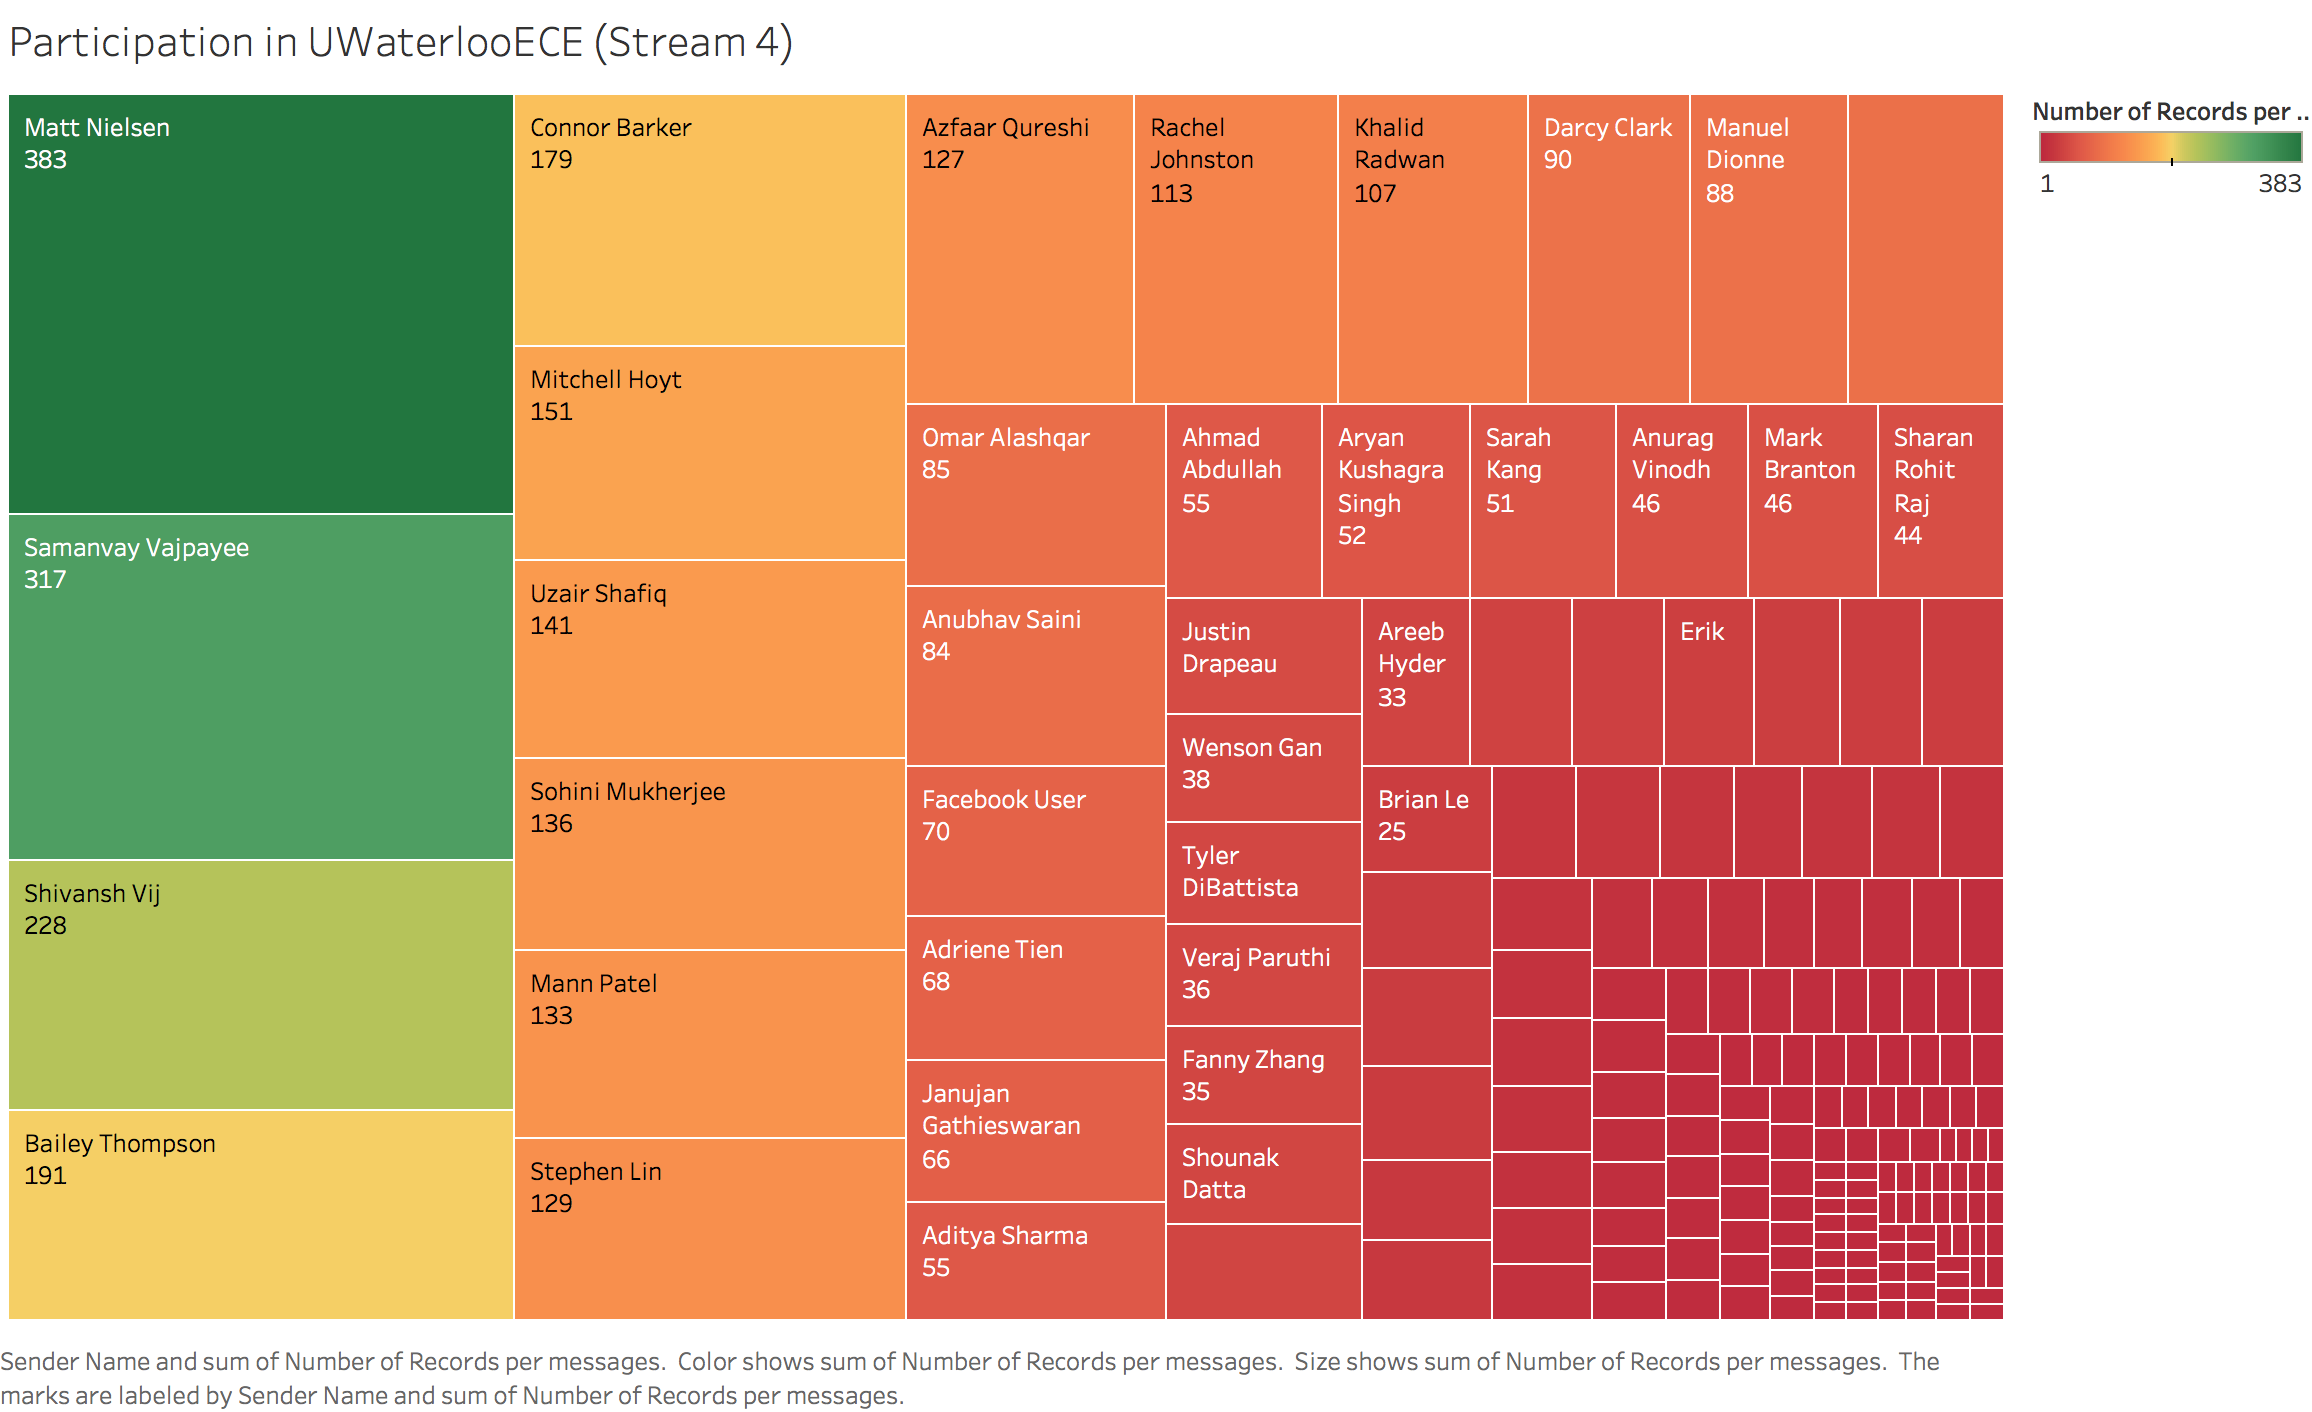 Participation in UWaterlooECE (Stream 4)
Number of Records per ..
1
383
Matt Nielsen
383
Samanvay Vajpayee
317
Shivansh Vij
228
Bailey Thompson
191
Connor Barker
179
Mitchell Hoyt
151
Uzair Shafiq
141
Sohini Mukherjee
136
Mann Patel
133
Stephen Lin
129
Azfaar Qureshi
127
Rachel
Johnston
113
Khalid
Radwan
107
Darcy Clark
90
Manuel
Dionne
88
Omar Alashqar
85
Anubhav Saini
84
Facebook User
70
Adriene Tien
68
Janujan
Gathieswaran
66
Aditya Sharma
55
Ahmad
Abdullah
55
Aryan
Kushagra
Singh
52
Sarah
Kang
51
Anurag
Vinodh
46
Mark
Branton
46
Sharan
Rohit
Raj
44
Justin
Drapeau
Wenson Gan
38
Tyler
DiBattista
Veraj Paruthi
36
Fanny Zhang
35
Shounak
Datta
Areeb
Hyder
33
Erik
Brian Le
25
Sender Name and sum of Number of Records per messages.  Color shows sum of Number of Records per messages.  Size shows sum of Number of Records per messages.  The
marks are labeled by Sender Name and sum of Number of Records per messages.